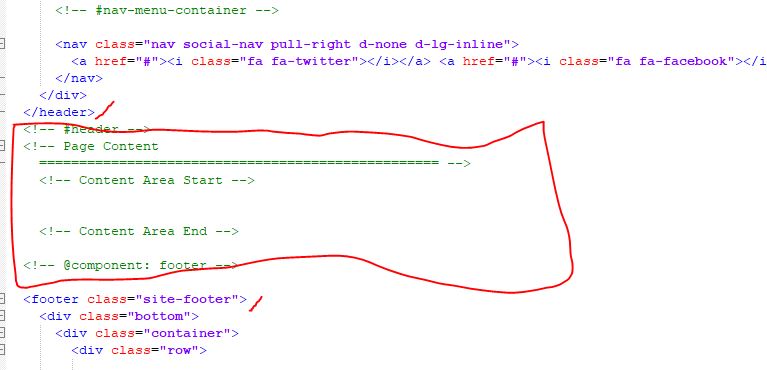 <!-- #nav-menu-container -->
<nav class="nav social-nav pull-right d-none d-lg-inline">
<a href="#"><i class="fa fa-twitter"></i></a> <a href="#"><i class="fa fa-facebook"></i
</nav>
</div>
</header>
<!-- #header -->
<!-- Page Content
================================================ -->
<!-- Content Area Start -->
<!-- Content Area End -->
<!-- @component: footer -->
<footer class="site-footer">
<div class="bottom">
<div class="container">
<div class="row">